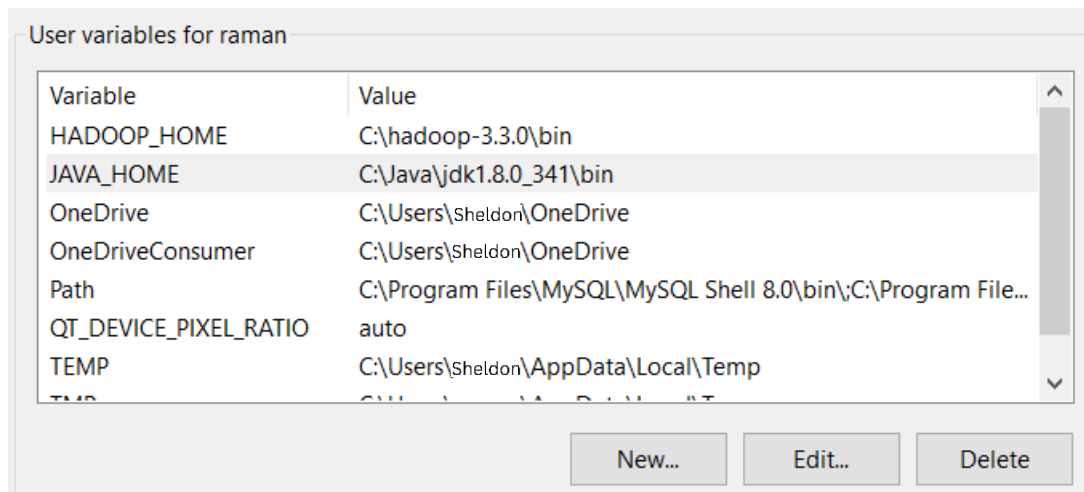 User variables for raman
Variable Value
HADOOP_HOME C:\hadoop-3.3.0\bin
JAVA_HOME C:\Java\jdk1.8.0_341\bin
OneDrive C:\Users\Sheldon\OneDrive
OneDriveConsumer C:\Users\Sheldon\OneDrive
Path C:\Program Files\MySQL\MySQL Shell 8.0\bin\;C:\Program File...
QT_DEVICE_PIXEL_RATIO auto
TEMP C:\Users\Sheldon\AppData\Local\Temp
New... Edit... Delete